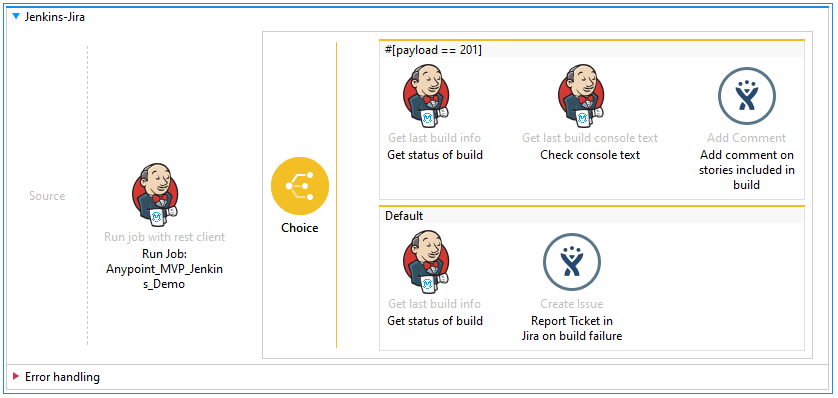 Jenkins-Jira
Source
Run job with rest client
Run Job:
Anypoint_MVP_Jenkin
s_Demo
Choice
#[payload == 201]
Get last build info
Get status of build
Get last build console text
Check console text
Add Comment
Add comment on
stories included in
build
Default
Get last build info
Get status of build
Create Issue
Report Ticket in
Jira on build failure
Error handling